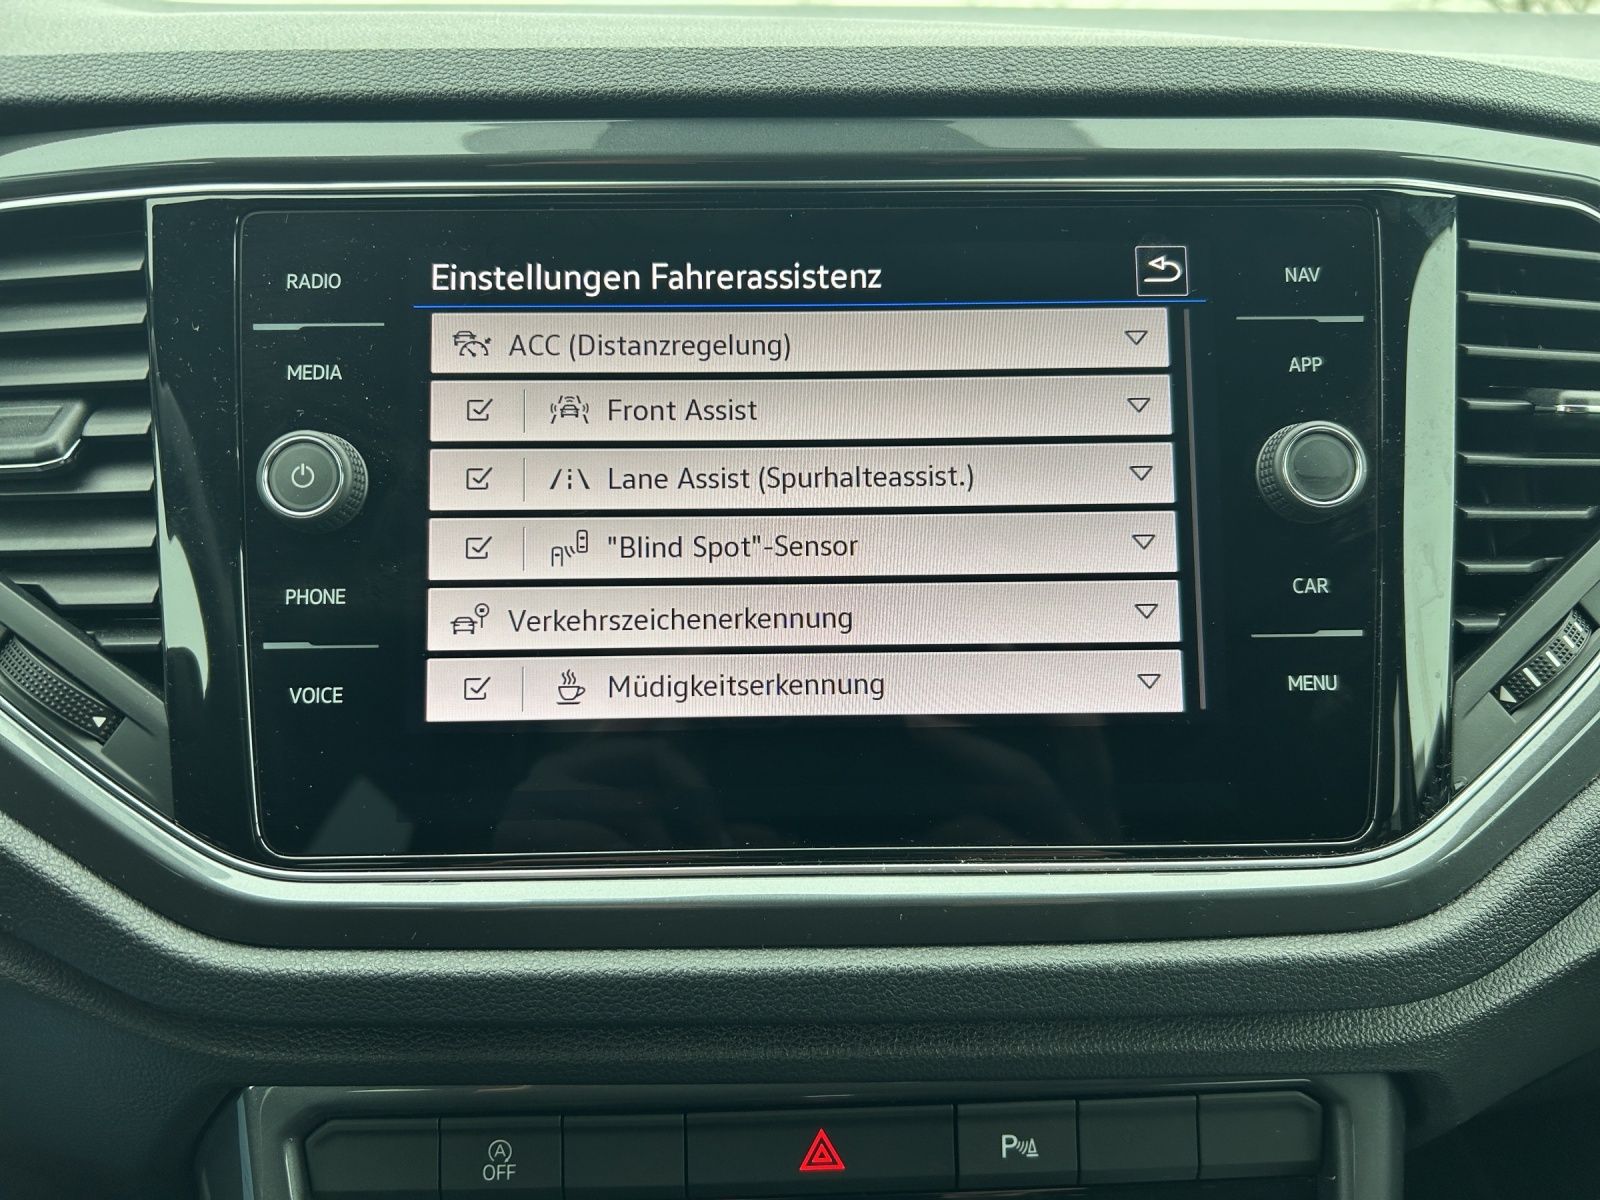 RADIO
MEDIA
PHONE
VOICE
Einstellungen Fahrerassistenz
ACC (Distanzregelung)
Front Assist
Lane Assist (Spurhalteassist.)
"Blind Spot"-Sensor
Verkehrszeichenerkennung
Müdigkeitserkennung
NAV
APP
CAR
MENU
A
OFF
P